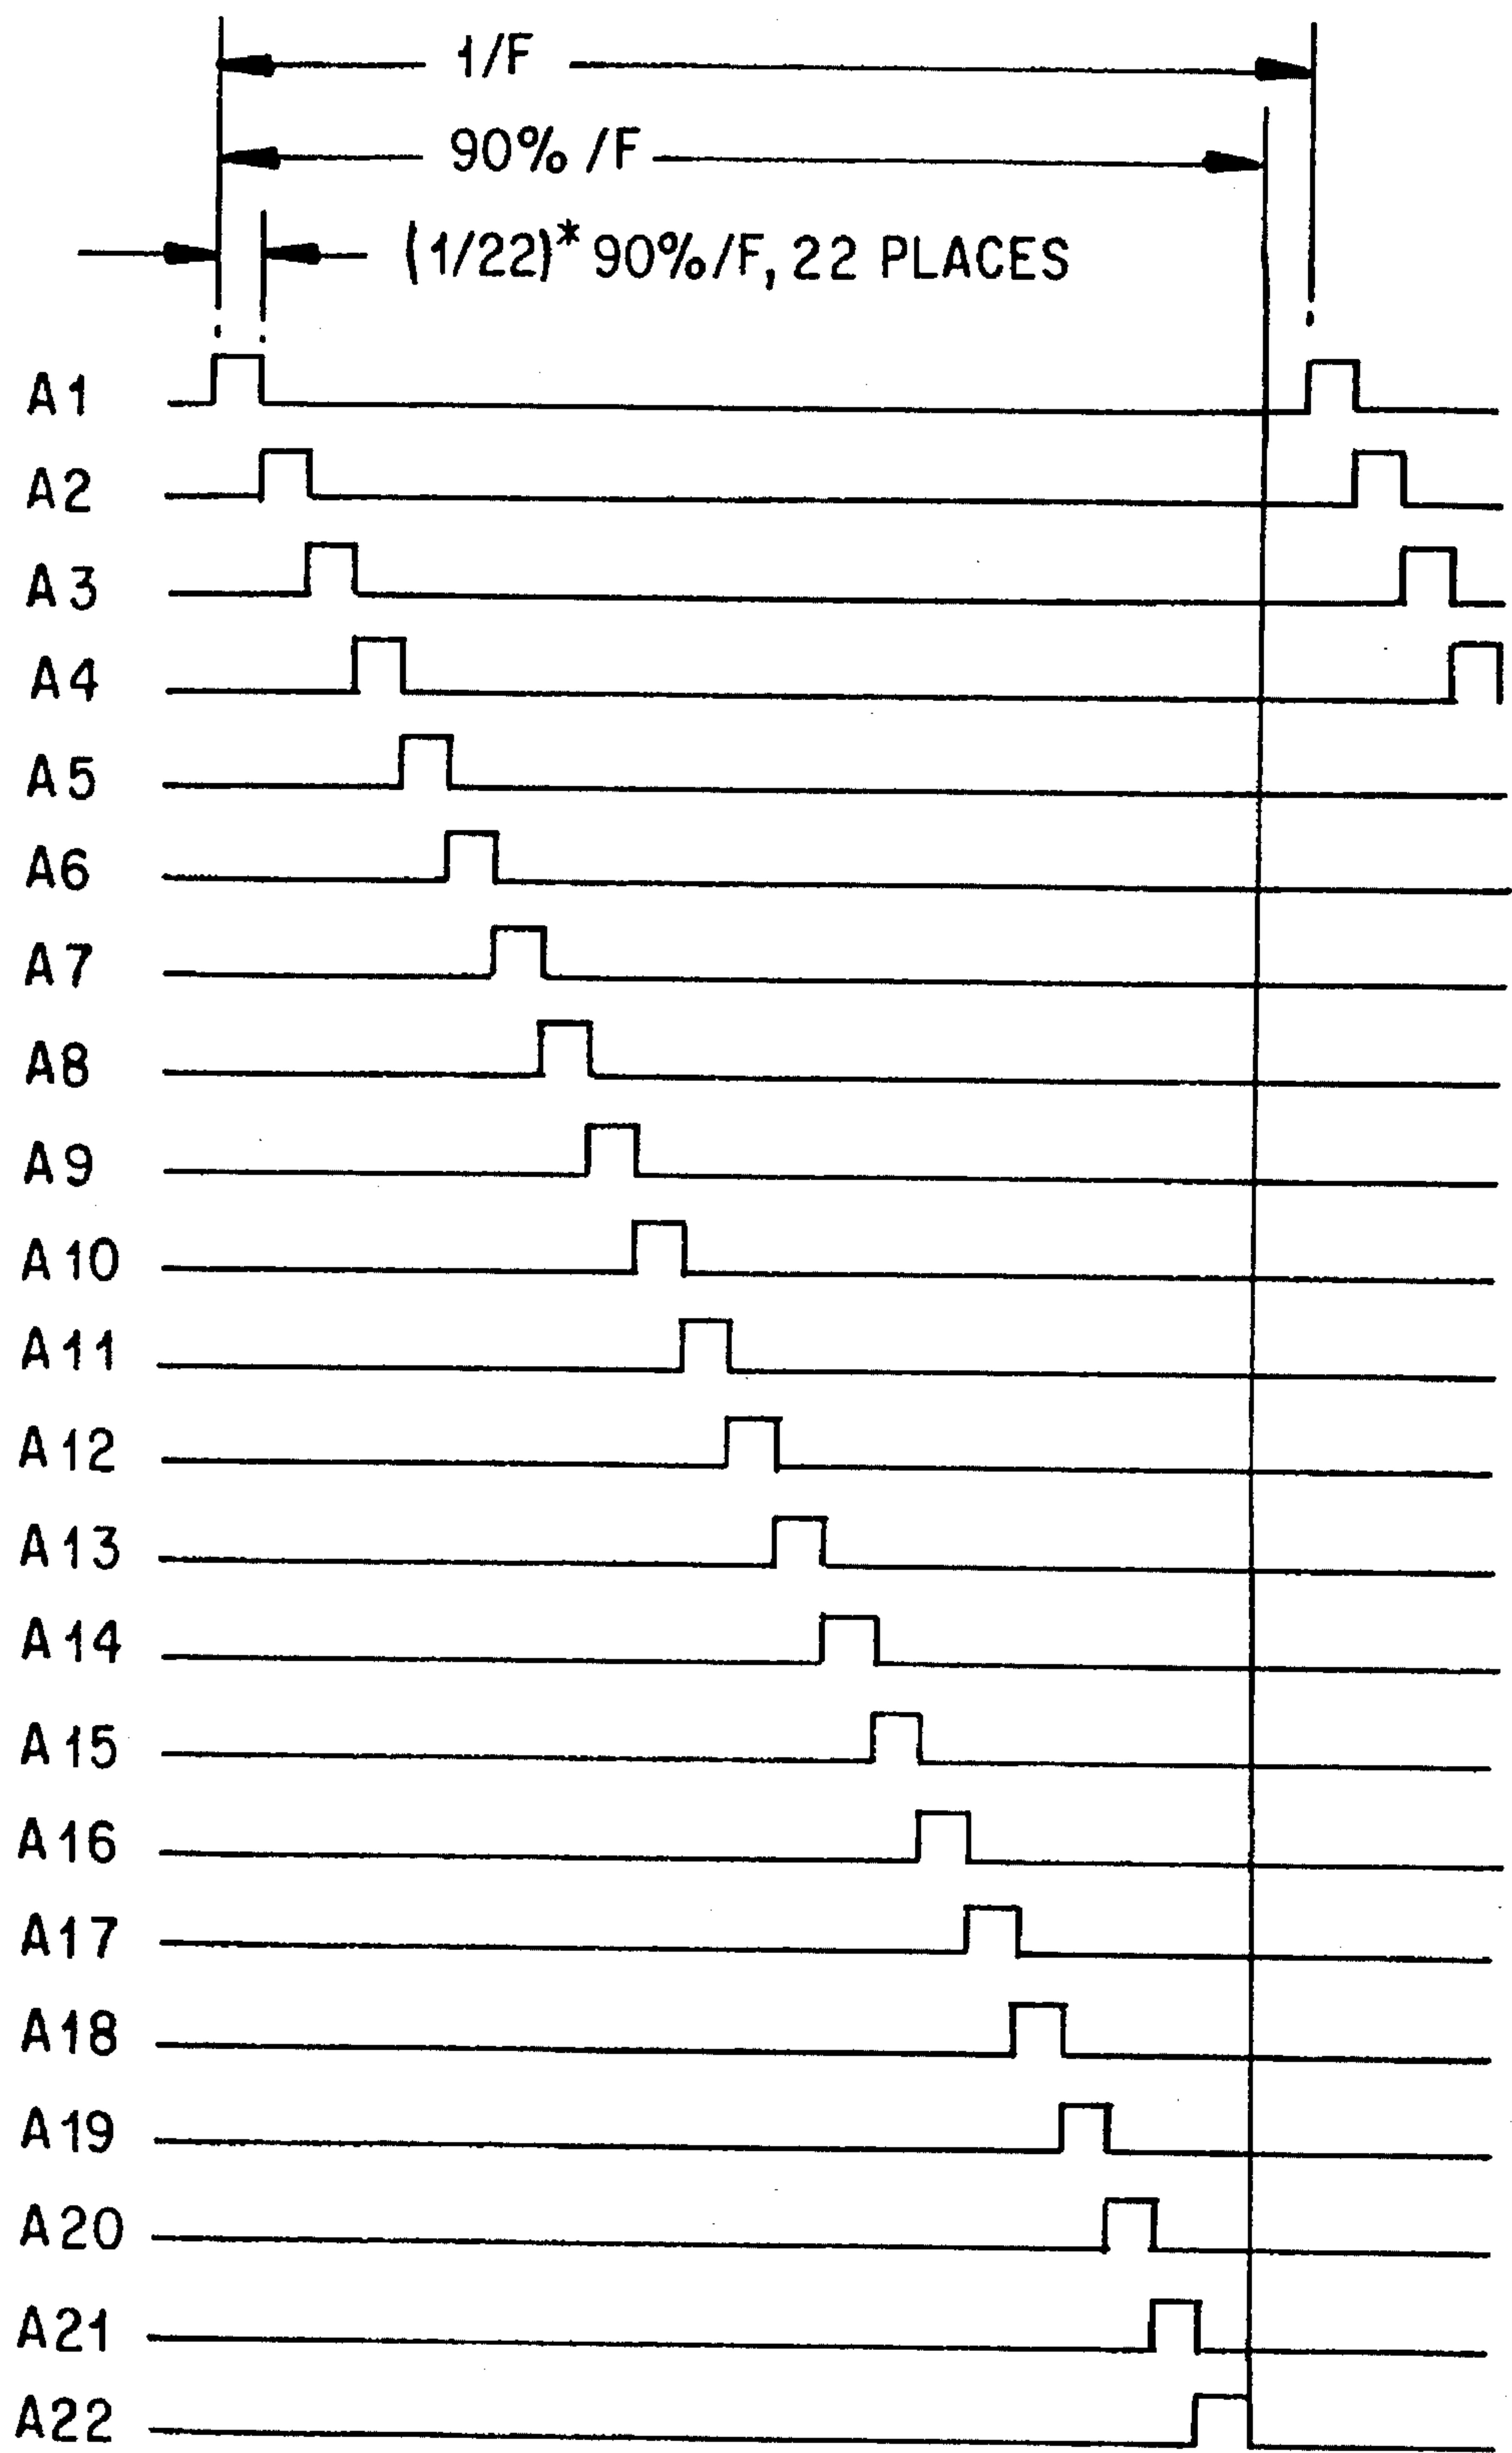 1/F
90% /F
(1/22)* 90%/F, 22 PLACES
A1
A2
A3
A4
A5
A6
A7
A8
A9
A10
A11
A12
A13
A14
A15
A16
A17
A18
A19
A20
A21
A22